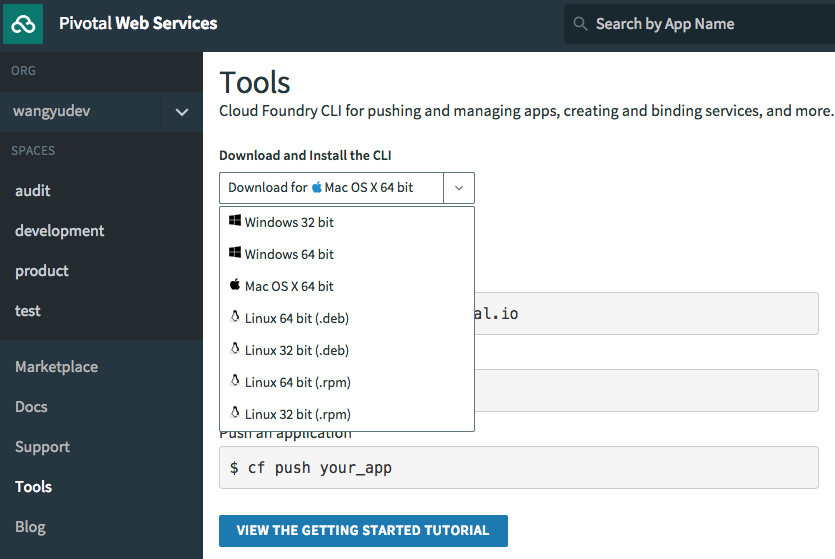 Pivotal Web Services
Search by App Name
ORG
wangyudev
SPACES
audit
development
product
test
Marketplace
Docs
Support
Tools
Blog
Tools
Cloud Foundry CLI for pushing and managing apps, creating and binding services, and more.
Download and Install the CLI
Download for Mac OS X 64 bit
Windows 32 bit
Windows 64 bit
Mac OS X 64 bit
Linux 64 bit (.deb)
Linux 32 bit (.deb)
Linux 64 bit (.rpm)
Linux 32 bit (.rpm)
al.io
Push an application
$ cf push your_app
VIEW THE GETTING STARTED TUTORIAL